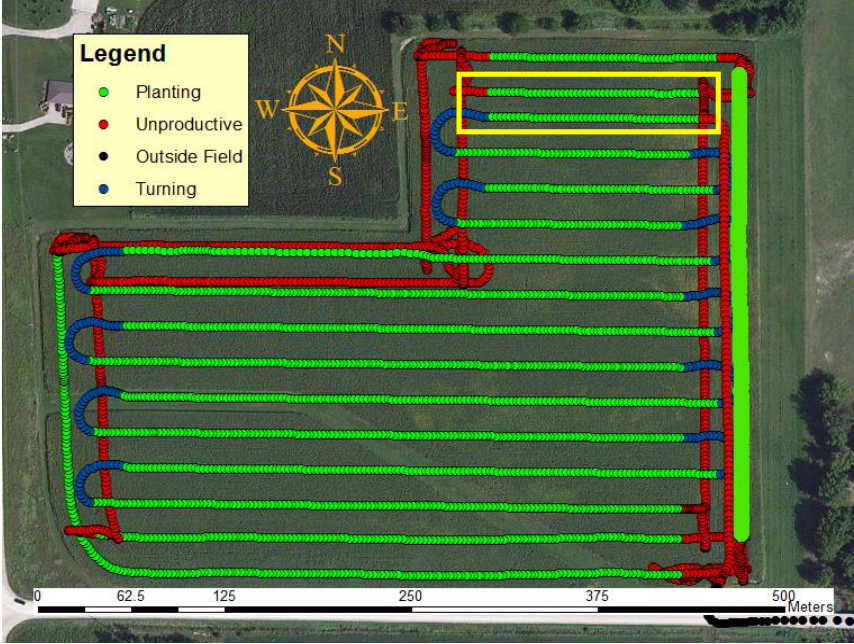 Legend
Planting
Unproductive
Outside Field
Turning
N
W E
S
0 62.5 125 250 375 500
Meters